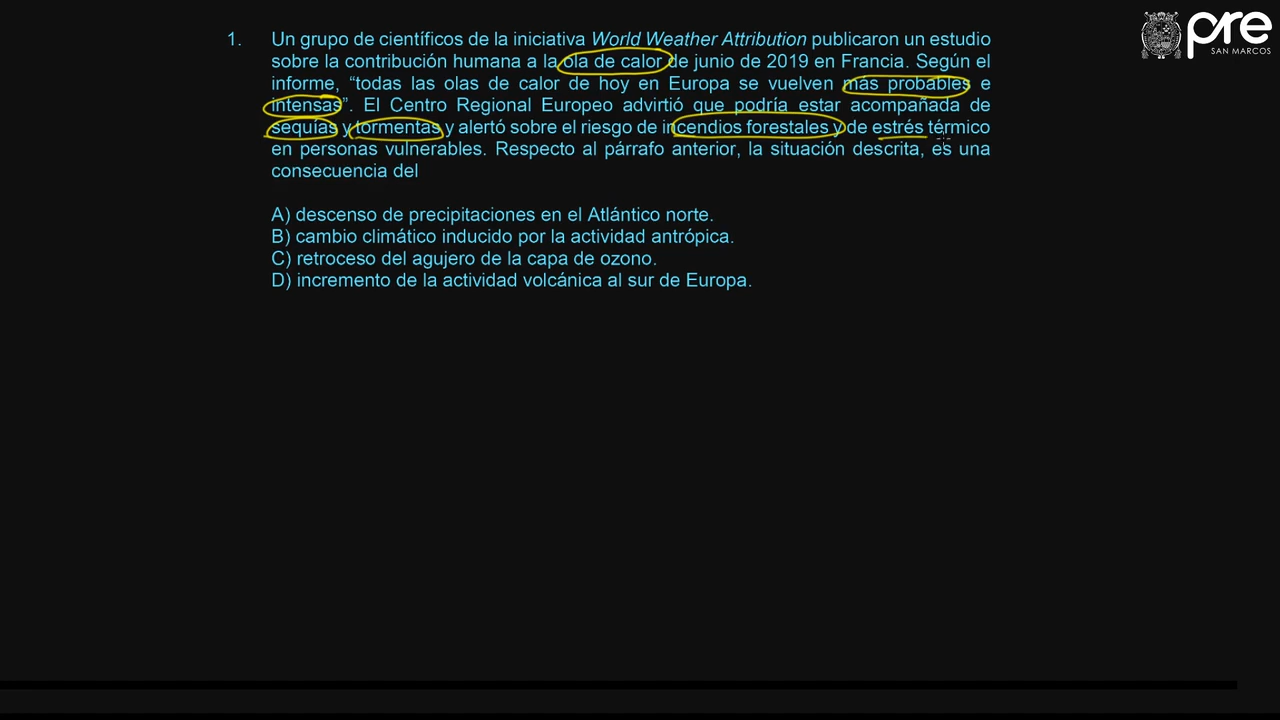 pre
SAN MARCOS
1. Un grupo de científicos de la iniciativa World Weather Attribution publicaron un estudio
sobre la contribución humana a la ola de calor de junio de 2019 en Francia. Según el
informe, “todas las olas de calor de hoy en Europa se vuelven más probables e
intensas”. El Centro Regional Europeo advirtió que podría estar acompañada de
sequías y tormentas y alertó sobre el riesgo de incendios forestales y de estrés térmico
en personas vulnerables. Respecto al párrafo anterior, la situación descrita, es una
consecuencia del
A) descenso de precipitaciones en el Atlántico norte.
B) cambio climático inducido por la actividad antrópica.
C) retroceso del agujero de la capa de ozono.
D) incremento de la actividad volcánica al sur de Europa.